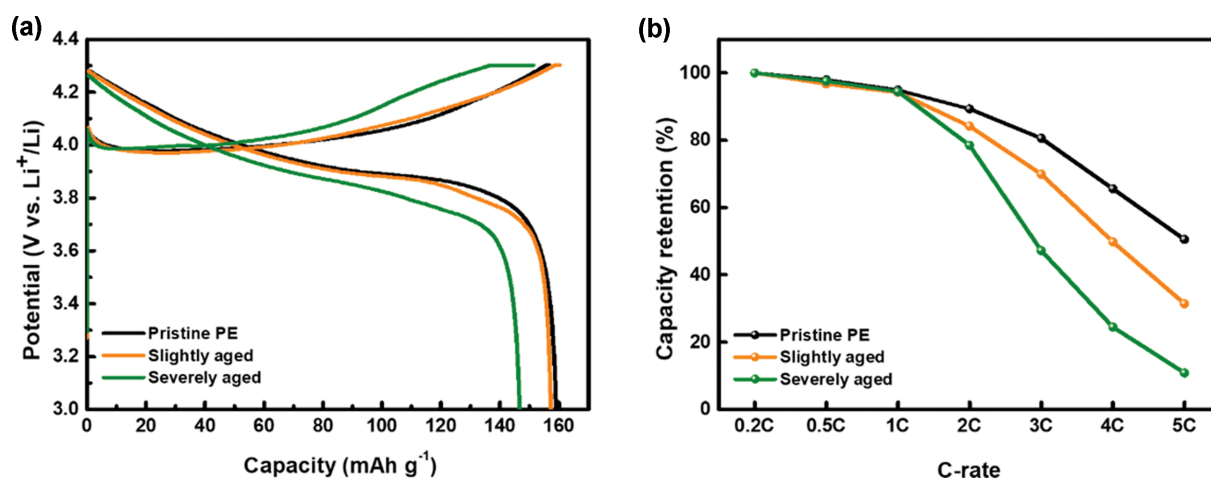 (a)
4.4
4.2
4.0
3.8
3.6
3.4
3.2
3.0
Potential (V vs. Li⁺/Li)
Pristine PE
Slightly aged
Severely aged
0 20 40 60 80 100 120 140 160
Capacity (mAh g⁻¹)
(b)
100
80
60
40
20
0
Capacity retention (%)
Pristine PE
Slightly aged
Severely aged
0.2C 0.5C 1C 2C 3C 4C 5C
C-rate